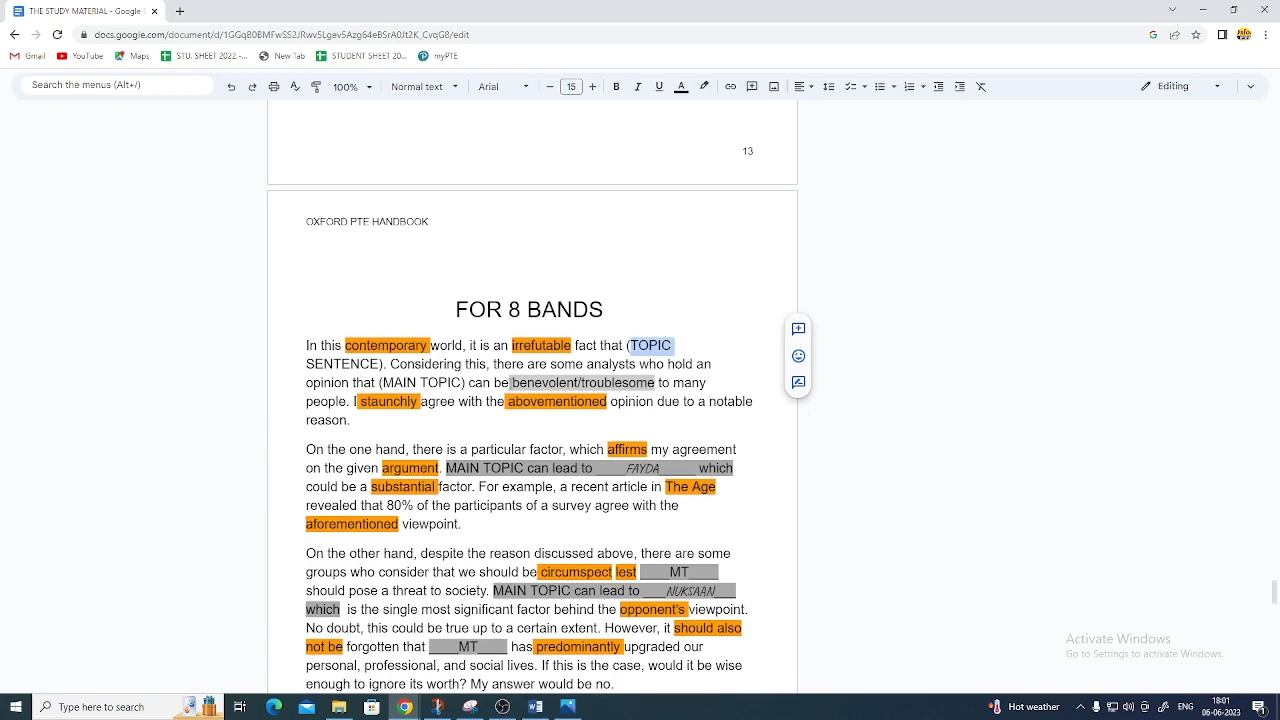 THE STUDY MATERIAL - Google
docs.google.com/document/d/1GGqB0BMFwSS2JRwv5Lgev5Azg64eBSrA0Jt2K_CvqG8/edit
Gmail YouTube Maps STU. SHEET 2022 -... New Tab STUDENT SHEET 20... myPTE
Search the menus (Alt+/) 100% Normal text Arial 15 Editing
13
OXFORD PTE HANDBOOK
FOR 8 BANDS
In this contemporary world, it is an irrefutable fact that (TOPIC
SENTENCE). Considering this, there are some analysts who hold an
opinion that (MAIN TOPIC) can be benevolent/troublesome to many
people. I staunchly agree with the abovementioned opinion due to a notable
reason.
On the one hand, there is a particular factor, which affirms my agreement
on the given argument. MAIN TOPIC can lead to ____FAYDA_____ which
could be a substantial factor. For example, a recent article in The Age
revealed that 80% of the participants of a survey agree with the
aforementioned viewpoint.
On the other hand, despite the reason discussed above, there are some
groups who consider that we should be circumspect lest ____MT____
should pose a threat to society. MAIN TOPIC can lead to ___NUKSAAN___
which is the single most significant factor behind the opponent's viewpoint.
No doubt, this could be true up to a certain extent. However, it should also
not be forgotten that ____MT____ has predominantly upgraded our
personal, professional, and social lives. If this is the case, would it be wise
enough to ignore its worth? My answer would be no.
Activate Windows
Go to Settings to activate Windows.
Type here to search
Hot weather ENG 18:01
06-06-2023